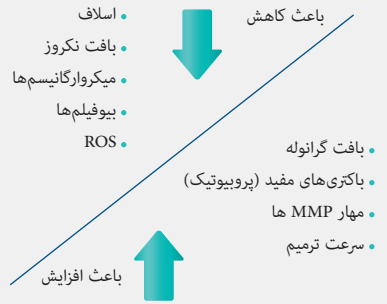 باعث کاهش
• اسلاف
• بافت نکروز
• میکروارگانیسم‌ها
• بیوفیلم‌ها
• ROS
• بافت گرانوله
• باکتری‌های مفید (پروبیوتیک)
• مهار MMP ها
• سرعت ترمیم
باعث افزایش